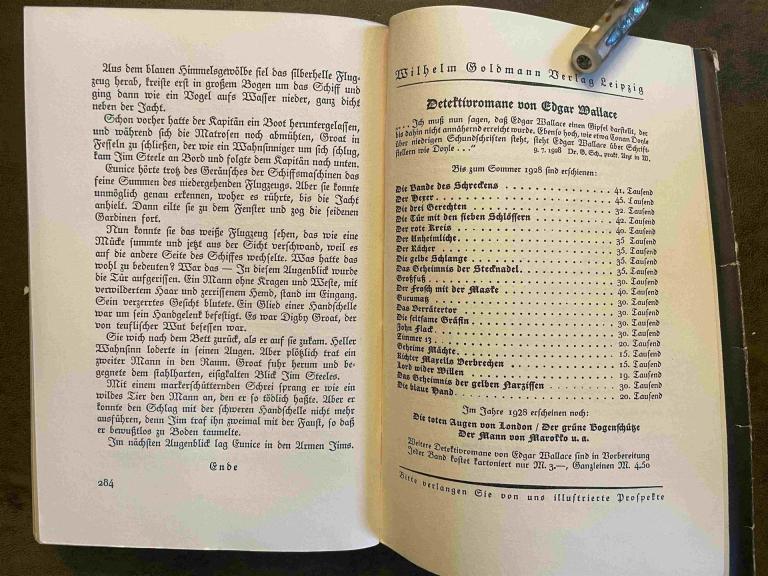 Aus dem blauen Himmelsgewölbe fiel das silberhelle Flug-
zeug herab, kreiste erst in großem Bogen um das Schiff und
ging dann wie ein Vogel aufs Wasser nieder, ganz dicht
neben der Jacht.
Schon vorher hatte der Kapitän ein Boot heruntergelassen,
und während sich die Matrosen noch abmühten, Groat in
Fesseln zu schließen, der wie ein Wahnsinniger um sich schlug,
kam Jim Steele an Bord und folgte dem Kapitän nach unten.
Eunice hörte trotz des Geräusches der Schiffsmaschinen das
feine Summen des niedergehenden Flugzeugs. Aber sie konnte
unmöglich genau erkennen, woher es rührte, bis die Jacht
anhielt. Dann eilte sie zu dem Fenster und zog die seidenen
Gardinen fort.
Nun konnte sie das weiße Flugzeug sehen, das wie eine
Mücke summte und jetzt aus der Sicht verschwand, weil es
auf die andere Seite des Schiffes wechselte. Was hatte das
wohl zu bedeuten? War das — In diesem Augenblick wurde
die Tür aufgerissen. Ein Mann ohne Kragen und Weste, mit
verwildertem Haar und zerrissenem Hemd, stand im Eingang.
Sein verzerrtes Gesicht blutete. Ein Glied einer Handschelle
war um sein Handgelenk befestigt. Es war Digby Groat, der
von teuflischer Wut besessen war.
Sie wich nach dem Bett zurück, als er auf sie zukam. Heller
Wahnsinn loderte in seinen Augen. Aber plötzlich trat ein
zweiter Mann in den Raum. Groat fuhr herum und be-
gegnete dem stahlharten, eisgkalten Blick Jim Steeles.
Mit einem markerschütternden Schrei sprang er wie ein
wildes Tier den Mann an, den er so tödlich haßte. Aber er
konnte den Schlag mit der schweren Handschelle nicht mehr
ausführen, denn Jim traf ihn zweimal mit der Faust, so daß
er bewußtlos zu Boden taumelte.
Im nächsten Augenblick lag Eunice in den Armen Jims.
Ende
284
Wilhelm Goldmann Verlag Leipzig
Detektivromane von Edgar Wallace
„. . . Ich muß nun sagen, daß Edgar Wallace einen Gipfel darstellt, der
bis dahin nicht annähernd erreicht wurde. Ebenso hoch, wie etwa Conan Doyle
über niedrigen Schundschriften steht, steht Edgar Wallace über Schrift-
stellern wie Doyle . . .“ 9. 7. 1928 Dr. G. Sch., prakt. Arzt in W.
Bis zum Sommer 1928 sind erschienen:
Die Bande des Schreckens . . . 41. Tausend
Der Hexer . . . 45. Tausend
Die drei Gerechten . . . 32. Tausend
Die Tür mit den sieben Schlössern . . . 42. Tausend
Der rote Kreis . . . 40. Tausend
Der Unheimliche . . . 35 Tausend
Der Rächer . . . 35 Tausend
Die gelbe Schlange . . . 35. Tausend
Das Geheimnis der Stecknadel . . . 35. Tausend
Großfuß . . . 30. Tausend
Der Frosch mit der Maske . . . 40 Tausend
Gucumatz . . . 30. Tausend
Das Verrätertor . . . 30. Tausend
Die seltsame Gräfin . . . 30. Tausend
John Flack . . . 30. Tausend
Zimmer 13 . . . 20. Tausend
Geheime Mächte . . . 15. Tausend
Richter Maxells Verbrechen . . . 15. Tausend
Lord wider Willen . . . 19. Tausend
Das Geheimnis der gelben Narzissen . . . 30. Tausend
Die blaue Hand . . . 20. Tausend
Im Jahre 1928 erscheinen noch:
Die toten Augen von London / Der grüne Bogenschütze
Der Mann von Marokko u. a.
Weitere Detektivromane von Edgar Wallace sind in Vorbereitung
Jeder Band kostet kartoniert nur M. 3.—, Ganzleinen M. 4.50
Bitte verlangen Sie von uns illustrierte Prospekte